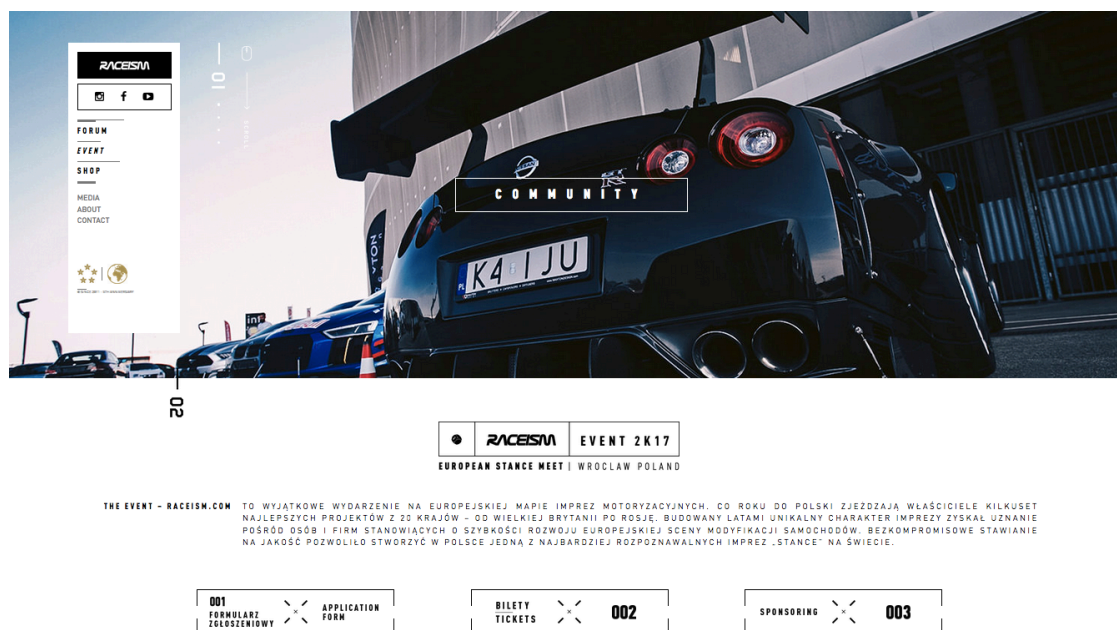 RACEISM
FORUM
EVENT
SHOP
MEDIA
ABOUT
CONTACT
01
COMMUNITY
NISSAN
GT R
K4 1JU
PL
02
RACEISM EVENT 2K17
EUROPEAN STANCE MEET | WROCLAW POLAND
THE EVENT – RACEISM.COM
TO WYJĄTKOWE WYDARZENIE NA EUROPEJSKIEJ MAPIE IMPREZ MOTORYZACYJNYCH. CO ROKU DO POLSKI ZJEŻDŻAJĄ WŁAŚCICIELE KILKUSET
NAJLEPSZYCH PROJEKTÓW Z 20 KRAJÓW – OD WIELKIEJ BRYTANII PO ROSJĘ. BUDOWANY LATAMI UNIKALNY CHARAKTER IMPREZY ZYSKAŁ UZNANIE
POŚRÓD OSÓB I FIRM STANOWIĄCYCH O SZYBKOŚCI ROZWOJU EUROPEJSKIEJ SCENY MODYFIKACJI SAMOCHODÓW. BEZKOMPROMISOWE STAWIANIE
NA JAKOŚĆ POZWOLIŁO STWORZYĆ W POLSCE JEDNĄ Z NAJBARDZIEJ ROZPOZNAWALNYCH IMPREZ „STANCE” NA ŚWIECIE.
001
FORMULARZ
ZGŁOSZENIOWY
APPLICATION
FORM
BILETY
TICKETS
002
SPONSORING
003